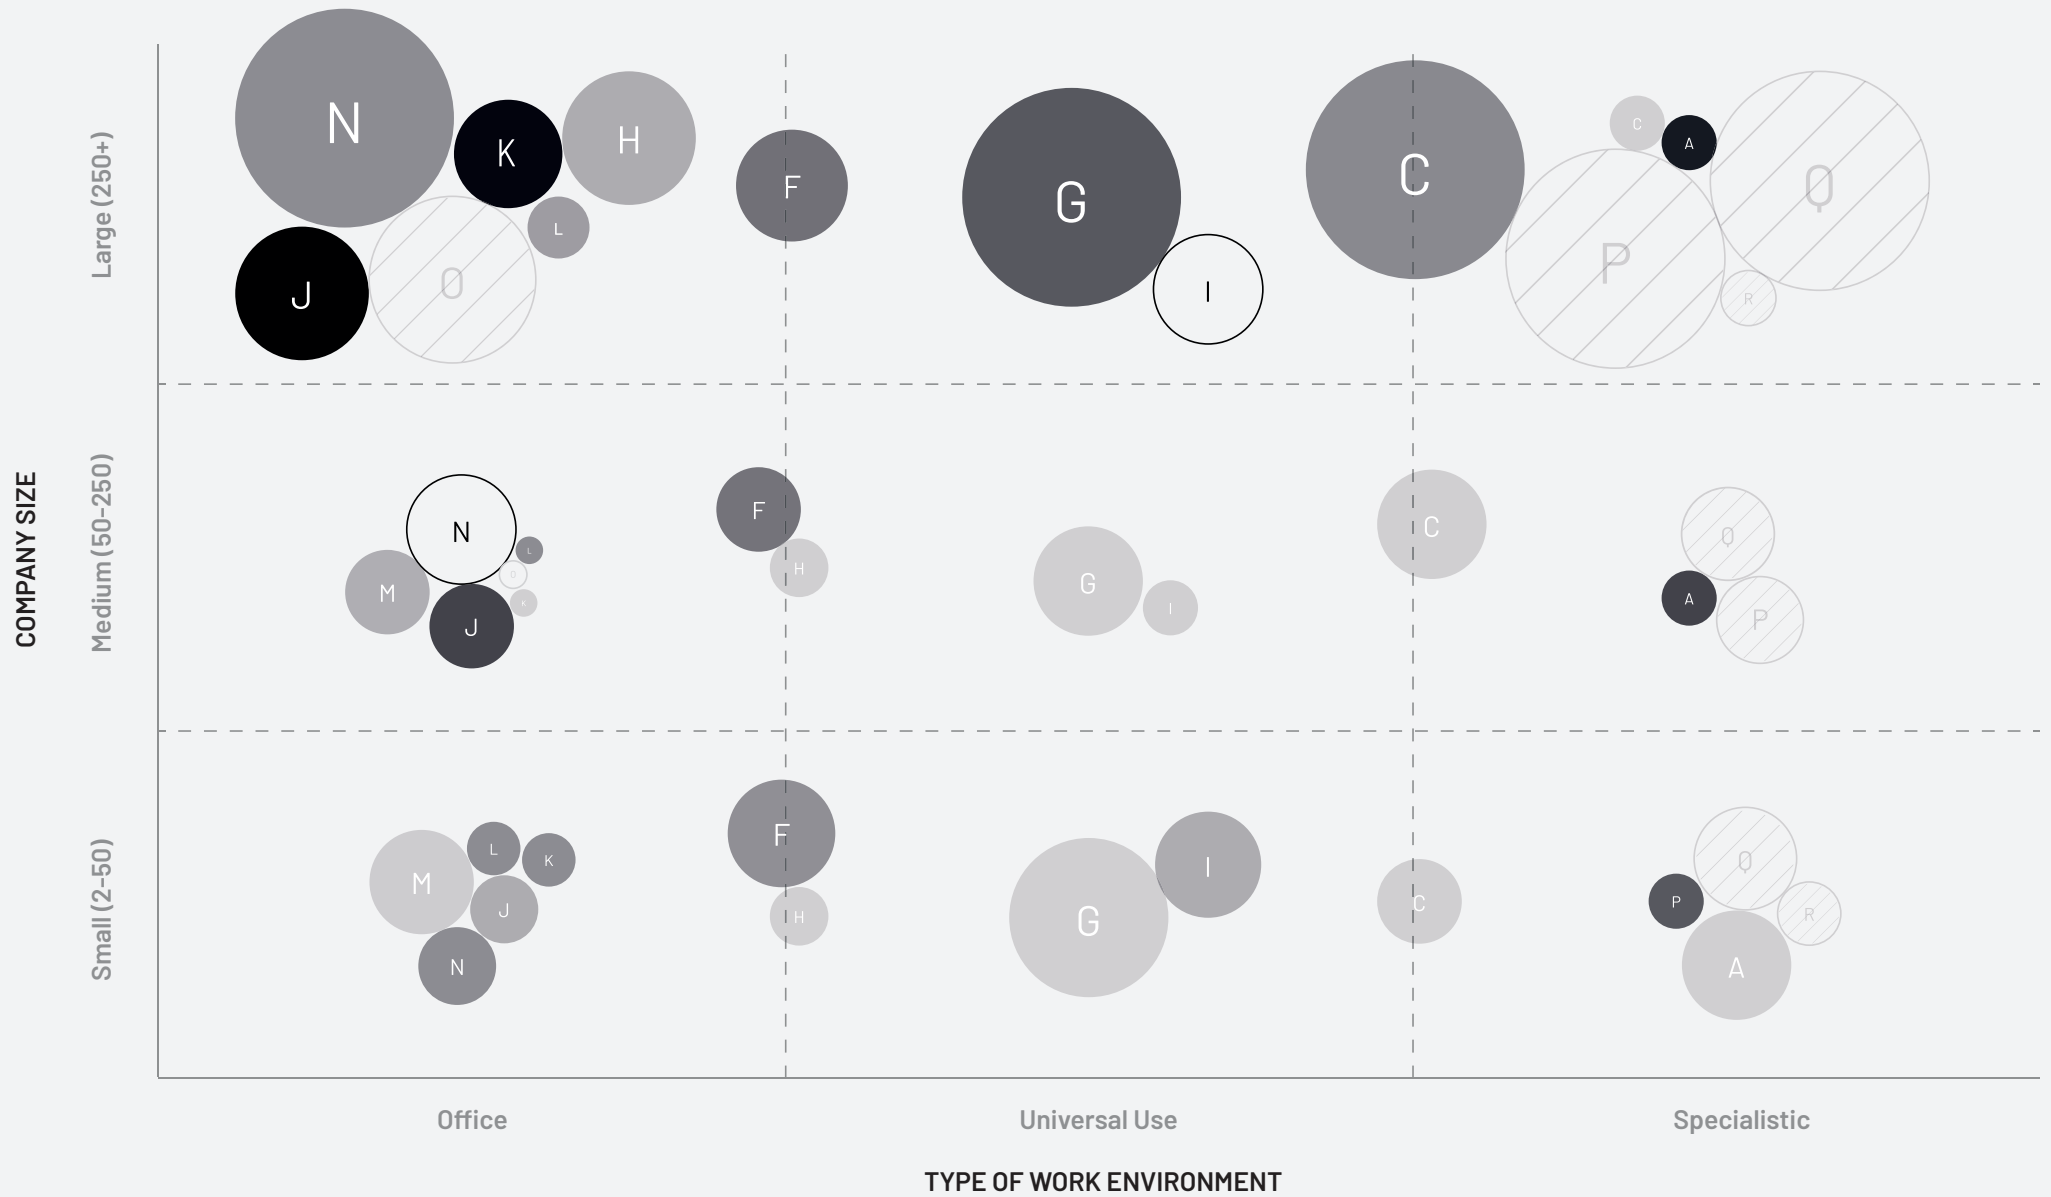 COMPANY SIZE
Large (250+)
N
K
H
F
L
J
O
G
I
C
C
A
Q
P
R
Medium (50-250)
N
L
O
M
K
J
F
H
G
I
C
Q
A
P
Small (2-50)
M
L
K
J
N
F
H
G
I
C
Q
P
R
A
Office
Universal Use
Specialistic
TYPE OF WORK ENVIRONMENT